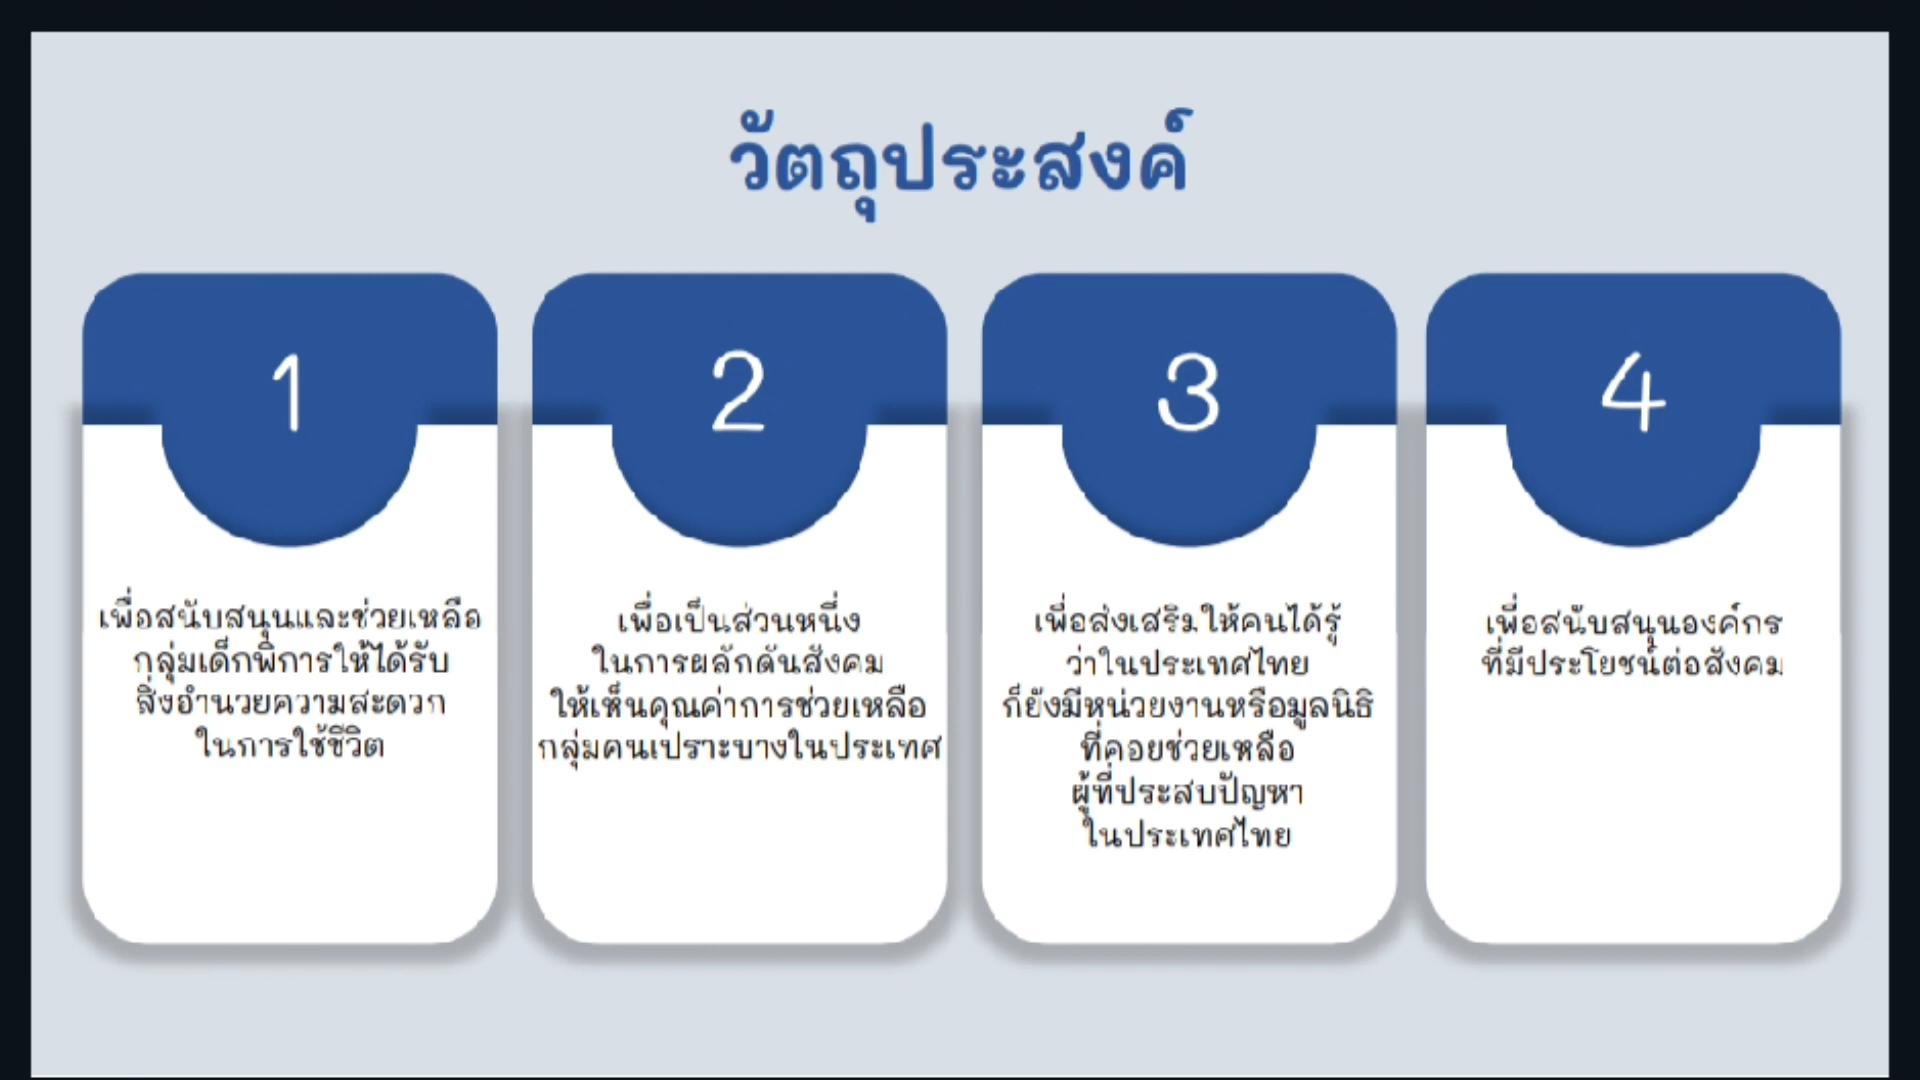 วัตถุประสงค์
1
เพื่อสนับสนุนและช่วยเหลือ
กลุ่มเด็กพิการให้ได้รับ
สิ่งอำนวยความสะดวก
ในการใช้ชีวิต
2
เพื่อเป็นส่วนหนึ่ง
ในการผลักดันสังคม
ให้เห็นคุณค่าการช่วยเหลือ
กลุ่มคนเปราะบางในประเทศ
3
เพื่อส่งเสริมให้คนได้รู้
ว่าในประเทศไทย
ก็ยังมีหน่วยงานหรือมูลนิธิ
ที่คอยช่วยเหลือ
ผู้ที่ประสบปัญหา
ในประเทศไทย
4
เพื่อสนับสนุนองค์กร
ที่มีประโยชน์ต่อสังคม